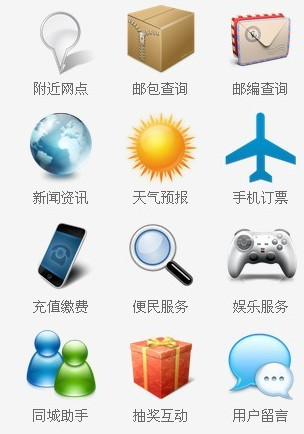 附近网点 邮包查询 邮编查询
新闻资讯 天气预报 手机订票
充值缴费 便民服务 娱乐服务
同城助手 抽奖互动 用户留言